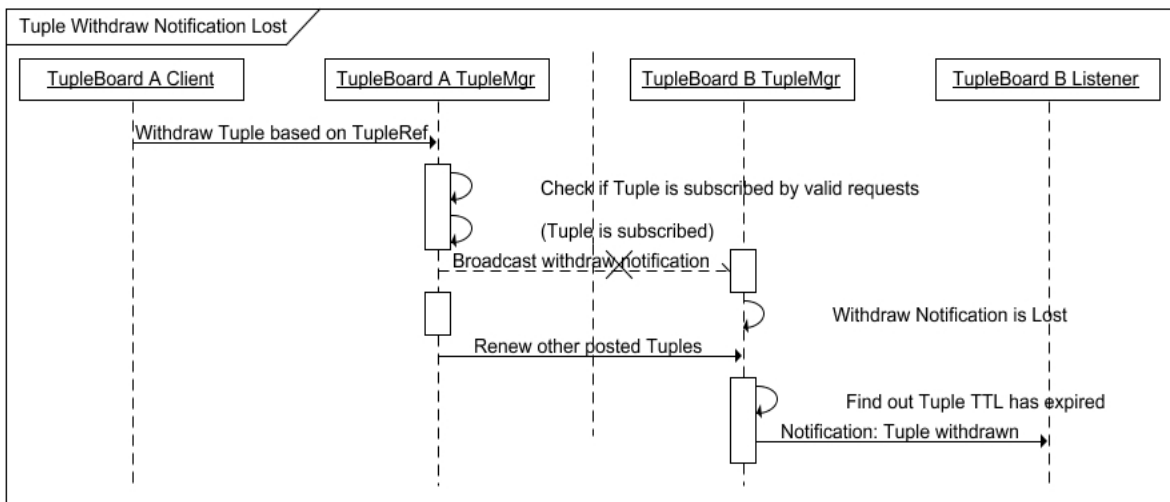 Tuple Withdraw Notification Lost
TupleBoard A Client
TupleBoard A TupleMgr
TupleBoard B TupleMgr
TupleBoard B Listener
Withdraw Tuple based on TupleRef
Check if Tuple is subscribed by valid requests
(Tuple is subscribed)
Broadcast withdraw notification
Withdraw Notification is Lost
Renew other posted Tuples
Find out Tuple TTL has expired
Notification: Tuple withdrawn